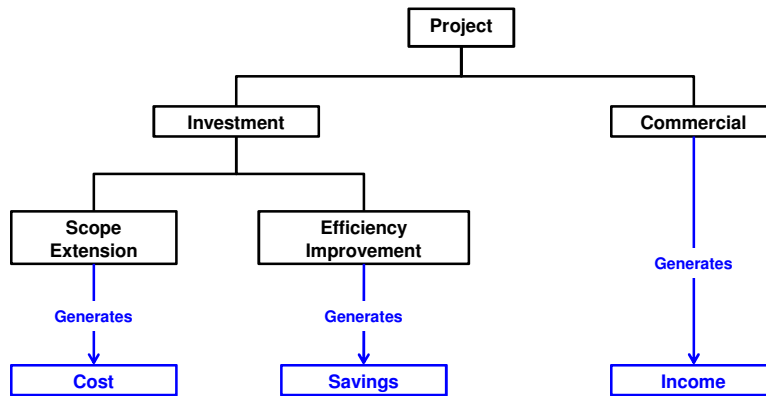 Project
Investment
Commercial
Scope
Extension
Efficiency
Improvement
Generates
Generates
Generates
Cost
Savings
Income